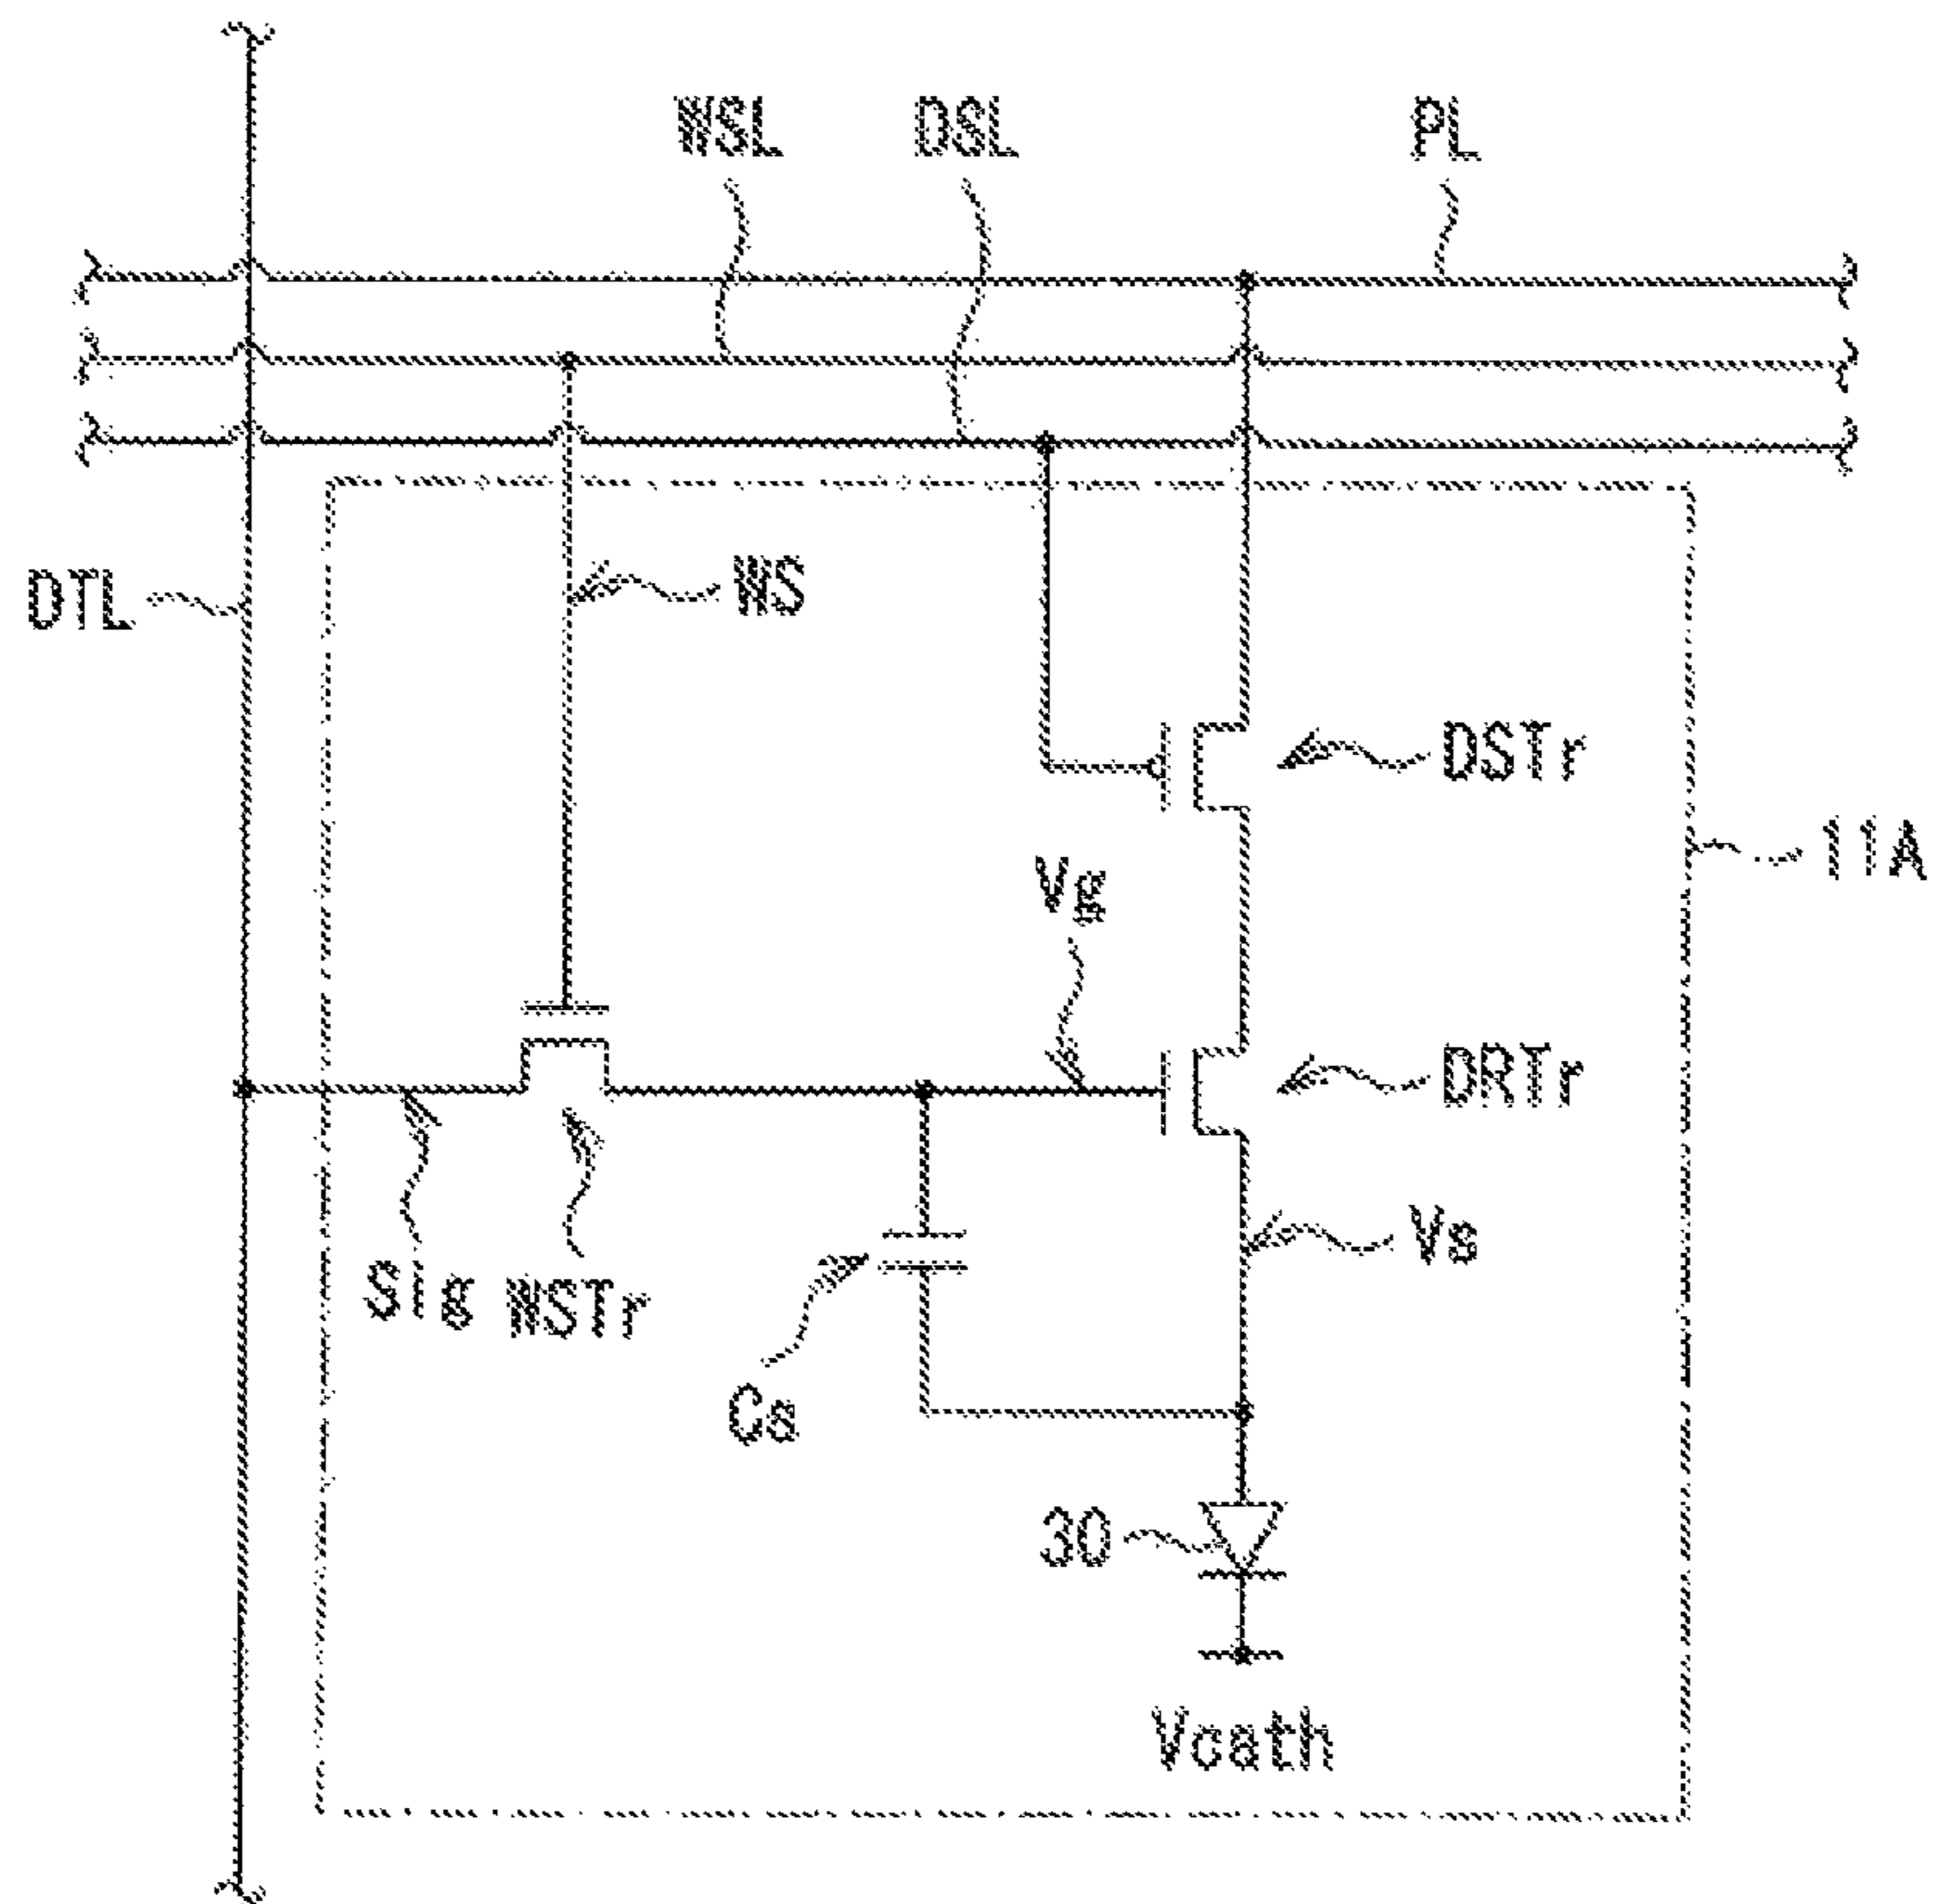 WSL DSL PL
DTL
WS
DSTr
11A
Vg
DRTr
Vs
Sig WSTr
Cs
30
Vcath